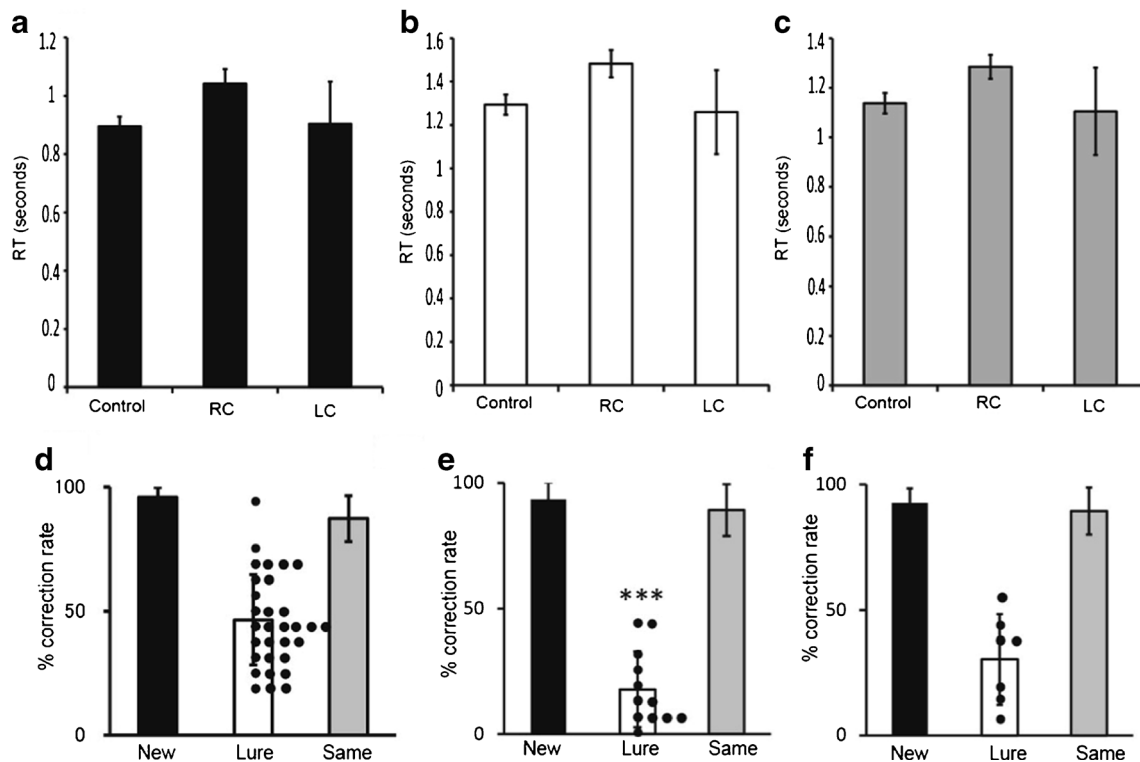 a
1.2
1
0.8
0.6
0.4
0.2
0
RT (seconds)
Control RC LC
b
1.6
1.4
1.2
1
0.8
0.6
0.4
0.2
0
RT (seconds)
Control RC LC
c
1.4
1.2
1
0.8
0.6
0.4
0.2
0
RT (seconds)
Control RC LC
d
100
50
0
% correction rate
New Lure Same
e
100
50
0
% correction rate
***
New Lure Same
f
100
50
0
% correction rate
New Lure Same